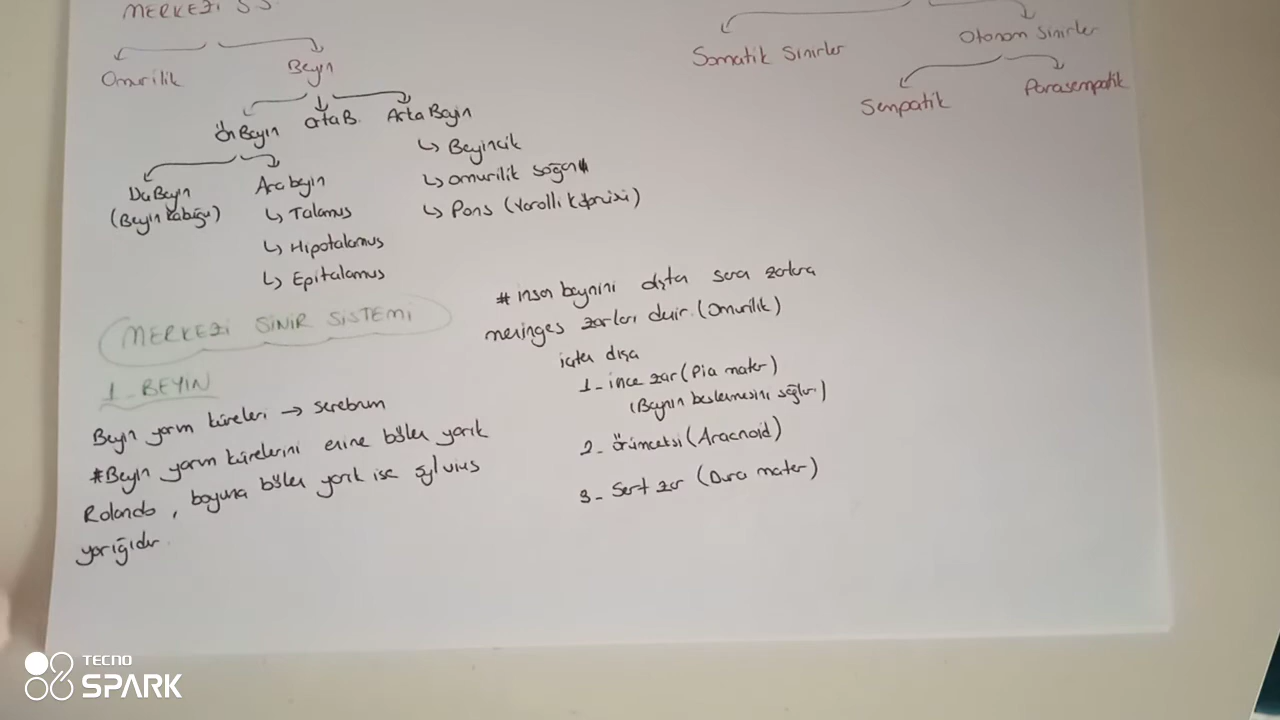 MERKEZİ S S
Omurilik
Beyin
Ön Beyin
Orta B.
Arka Beyin
↳ Beyincik
↳ omurilik soğanı
↳ Pons (Varolli Köprüsü)
Uç Beyin
(Beyin kabuğu)
Ara beyin
↳ Talamus
↳ Hipotalamus
↳ Epitalamus
Somatik Sinirler
Otonom Sinirler
Sempatik
Parasempatik
MERKEZİ SİNİR SİSTEMİ
1 - BEYİN
Beyin yarım küreleri → serebrum
#Beyin yarım kürelerini enine bölen yarık
Rolando, boyuna bölen yarık ise sylvius
yarığıdır
# insan beynini dıştan saran zarlara
meninges zarları denir. (Omurilik)
içten dışa
1 - ince zar (Pia mater)
(Beynin beslenmesini sağlar)
2 - Örümceksi (Aracnoid)
3 - Sert zar (Dura mater)
TECNO
SPARK